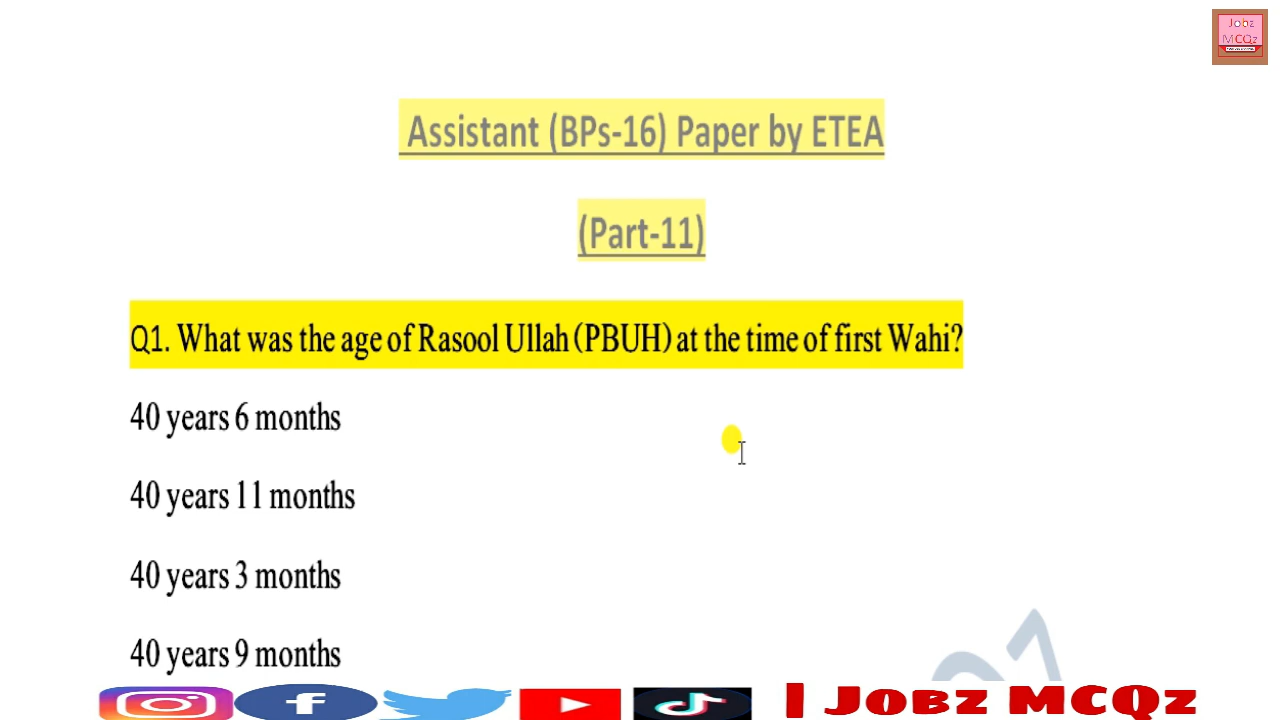 Jobz
MCQz
Assistant (BPs-16) Paper by ETEA
(Part-11)
Q1. What was the age of Rasool Ullah (PBUH) at the time of first Wahi?
40 years 6 months
40 years 11 months
40 years 3 months
40 years 9 months
| Jobz MCQz